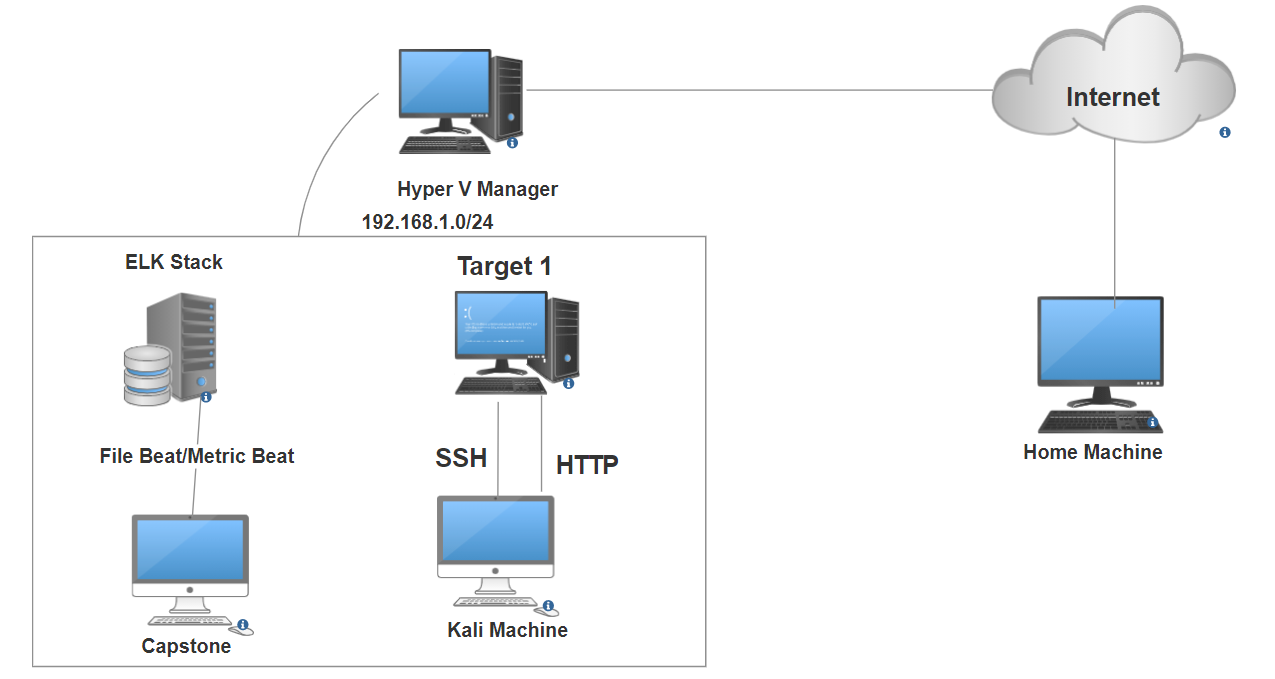 Internet
Hyper V Manager
192.168.1.0/24
ELK Stack
Target 1
:(
File Beat/Metric Beat
SSH
HTTP
Home Machine
Capstone
Kali Machine